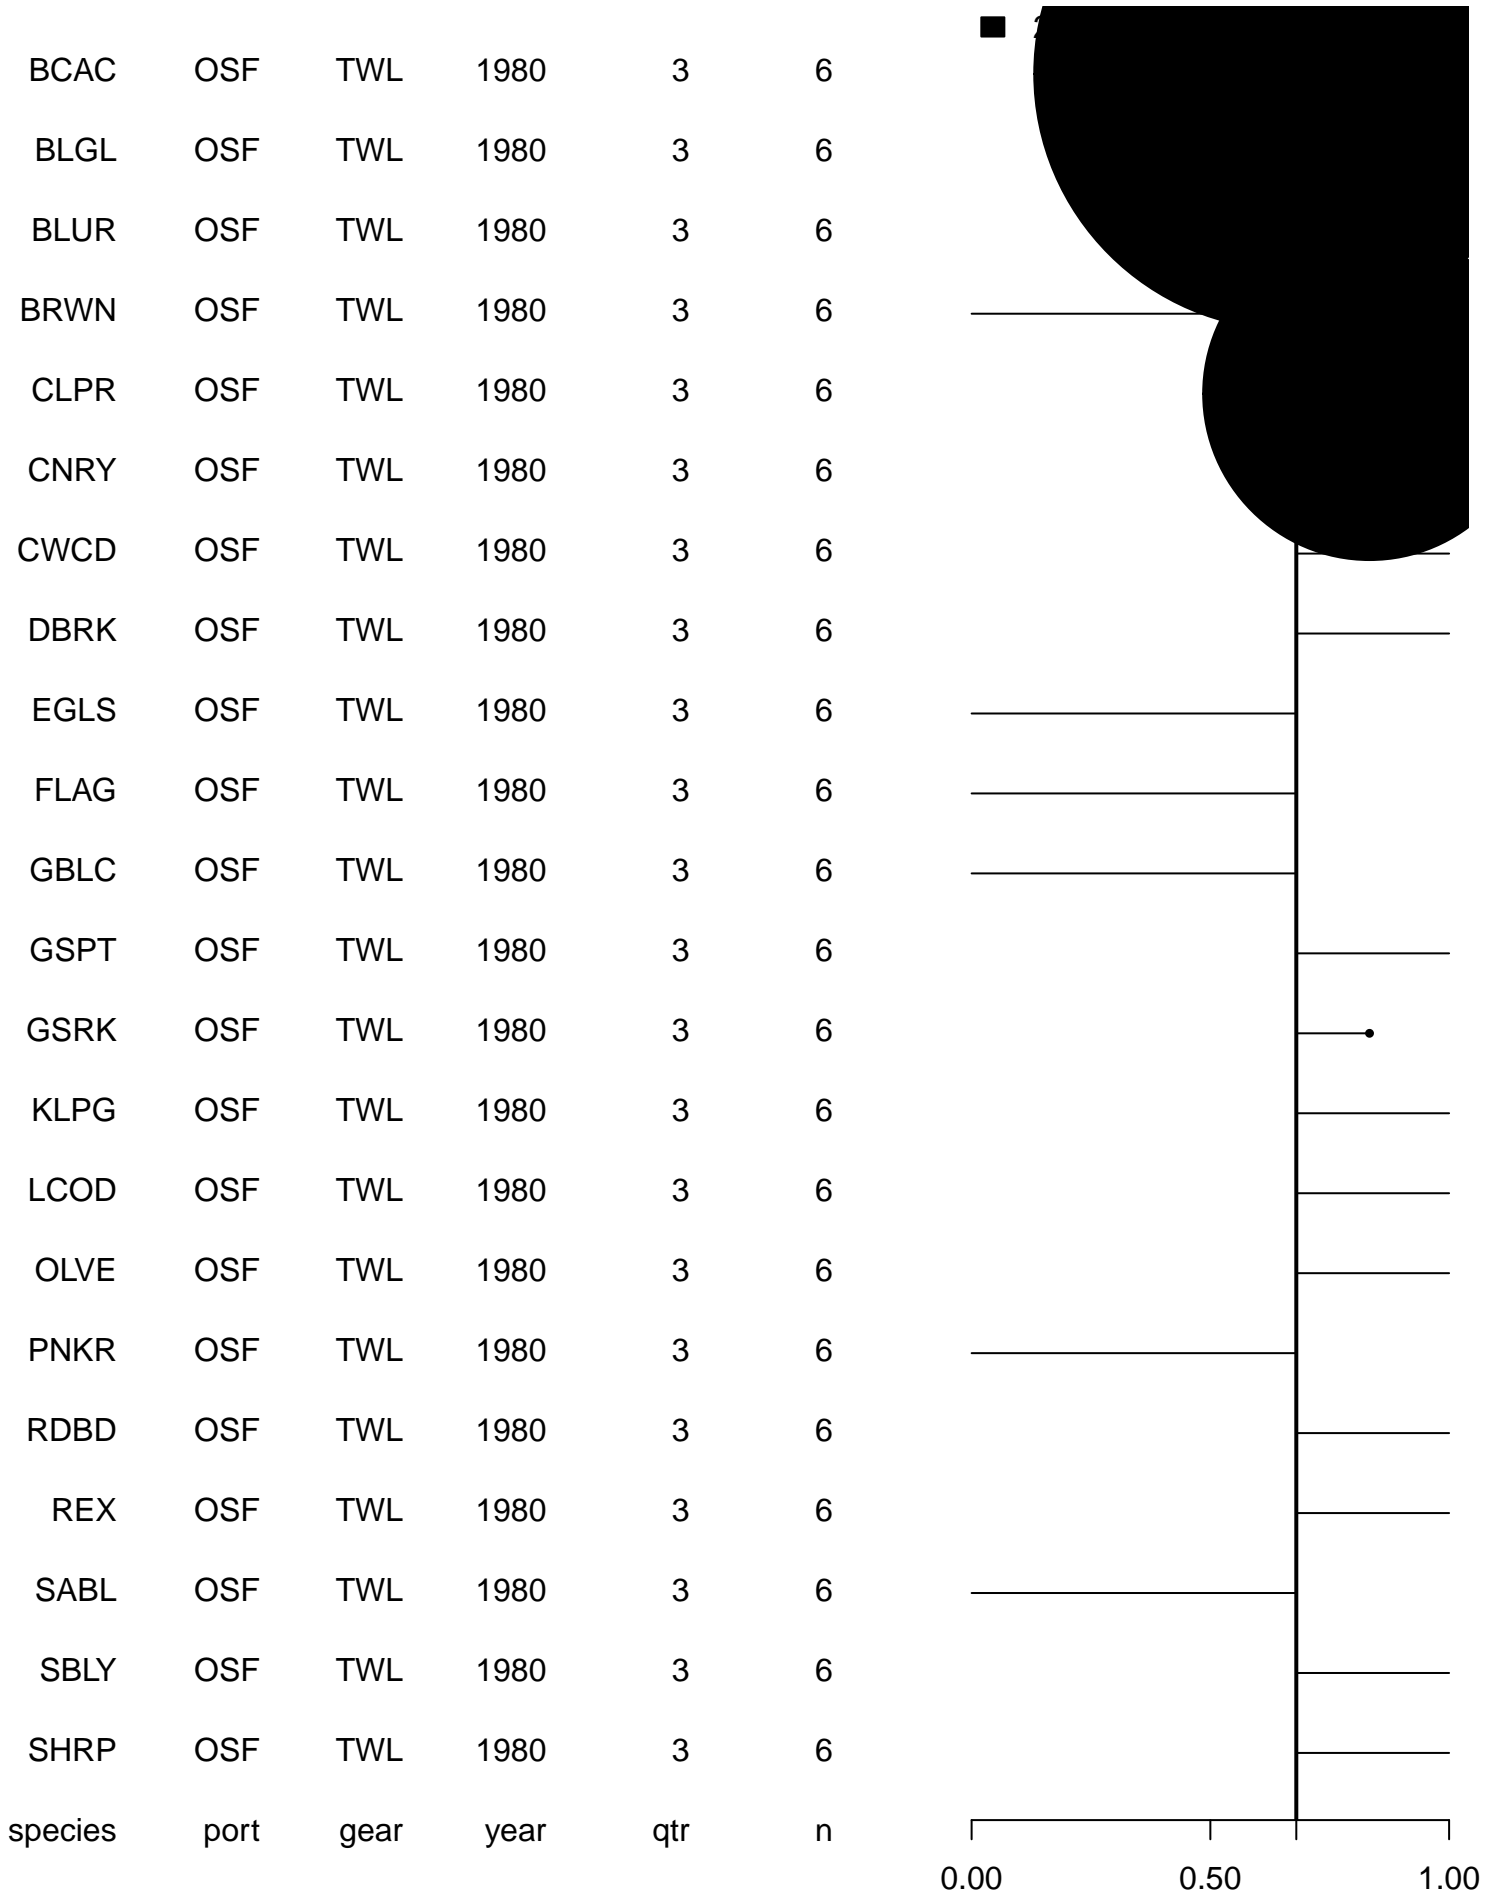 BCAC OSF TWL 1980 3 6
BLGL OSF TWL 1980 3 6
BLUR OSF TWL 1980 3 6
BRWN OSF TWL 1980 3 6
CLPR OSF TWL 1980 3 6
CNRY OSF TWL 1980 3 6
CWCD OSF TWL 1980 3 6
DBRK OSF TWL 1980 3 6
EGLS OSF TWL 1980 3 6
FLAG OSF TWL 1980 3 6
GBLC OSF TWL 1980 3 6
GSPT OSF TWL 1980 3 6
GSRK OSF TWL 1980 3 6
KLPG OSF TWL 1980 3 6
LCOD OSF TWL 1980 3 6
OLVE OSF TWL 1980 3 6
PNKR OSF TWL 1980 3 6
RDBD OSF TWL 1980 3 6
REX OSF TWL 1980 3 6
SABL OSF TWL 1980 3 6
SBLY OSF TWL 1980 3 6
SHRP OSF TWL 1980 3 6
species port gear year qtr n
0.00 0.50 1.00